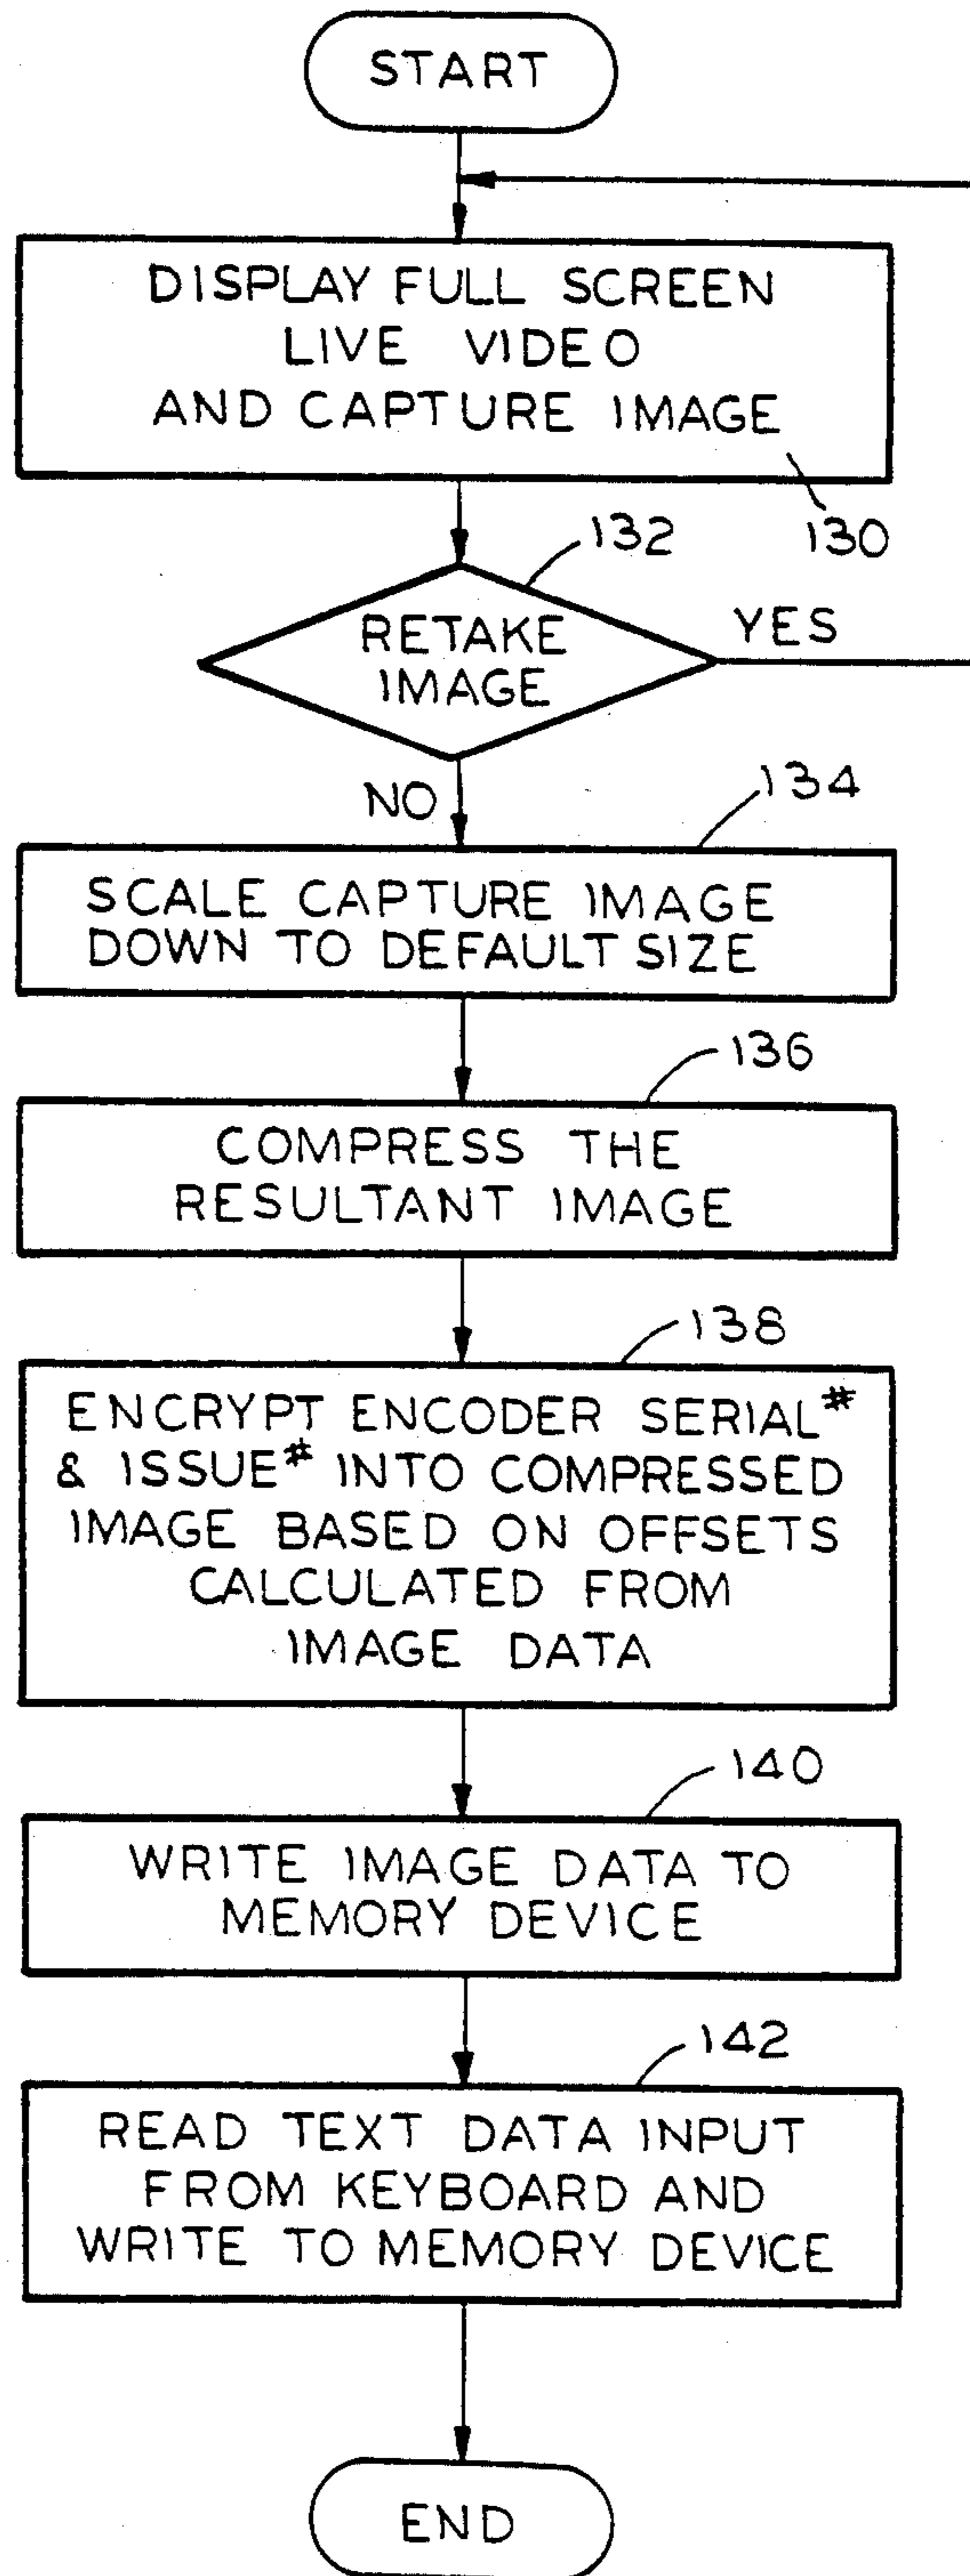 START
DISPLAY FULL SCREEN
LIVE VIDEO
AND CAPTURE IMAGE
130
132
RETAKE
IMAGE
YES
NO
134
SCALE CAPTURE IMAGE
DOWN TO DEFAULT SIZE
136
COMPRESS THE
RESULTANT IMAGE
138
ENCRYPT ENCODER SERIAL#
& ISSUE# INTO COMPRESSED
IMAGE BASED ON OFFSETS
CALCULATED FROM
IMAGE DATA
140
WRITE IMAGE DATA TO
MEMORY DEVICE
142
READ TEXT DATA INPUT
FROM KEYBOARD AND
WRITE TO MEMORY DEVICE
END